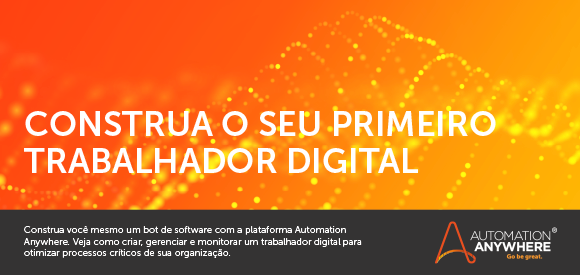 CONSTRUA O SEU PRIMEIRO
TRABALHADOR DIGITAL
Construa você mesmo um bot de software com a plataforma Automation
Anywhere. Veja como criar, gerenciar e monitorar um trabalhador digital para
otimizar processos críticos de sua organização.
AUTOMATION®
ANYWHERE
Go be great.